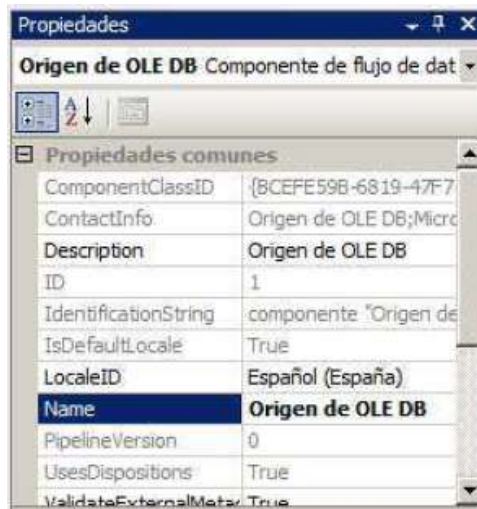 Propiedades
Origen de OLE DB Componente de flujo de dat
Propiedades comunes
ComponentClassID {BCEFE59B-6819-47F7
ContactInfo Origen de OLE DB;Micro
Description Origen de OLE DB
ID 1
IdentificationString componente "Origen de
IsDefaultLocale True
LocaleID Español (España)
Name Origen de OLE DB
PipelineVersion 0
UsesDispositions True
ValidateExternalMetac True